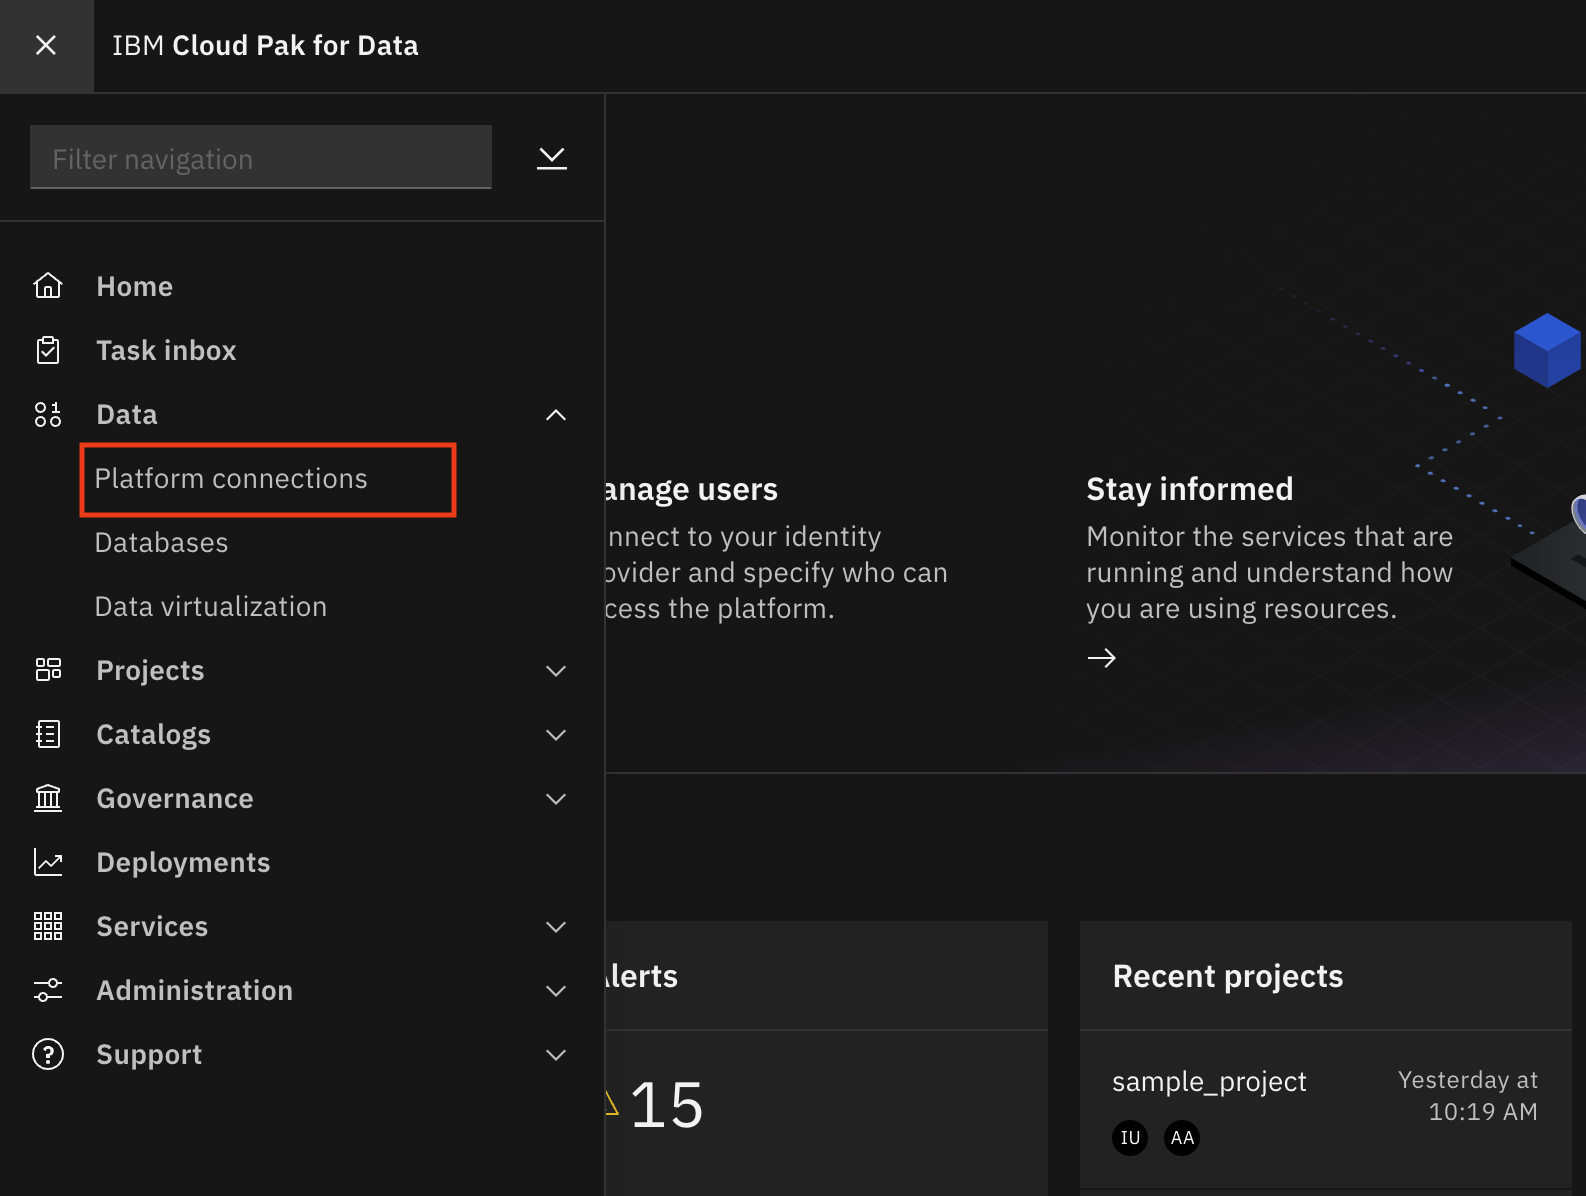 IBM Cloud Pak for Data
Filter navigation
Home
Task inbox
Data
Platform connections
Databases
Data virtualization
Projects
Catalogs
Governance
Deployments
Services
Administration
Support
anage users
nnect to your identity
ovider and specify who can
cess the platform.
Stay informed
Monitor the services that are
running and understand how
you are using resources.
lerts
15
Recent projects
sample_project
Yesterday at
10:19 AM
IU AA